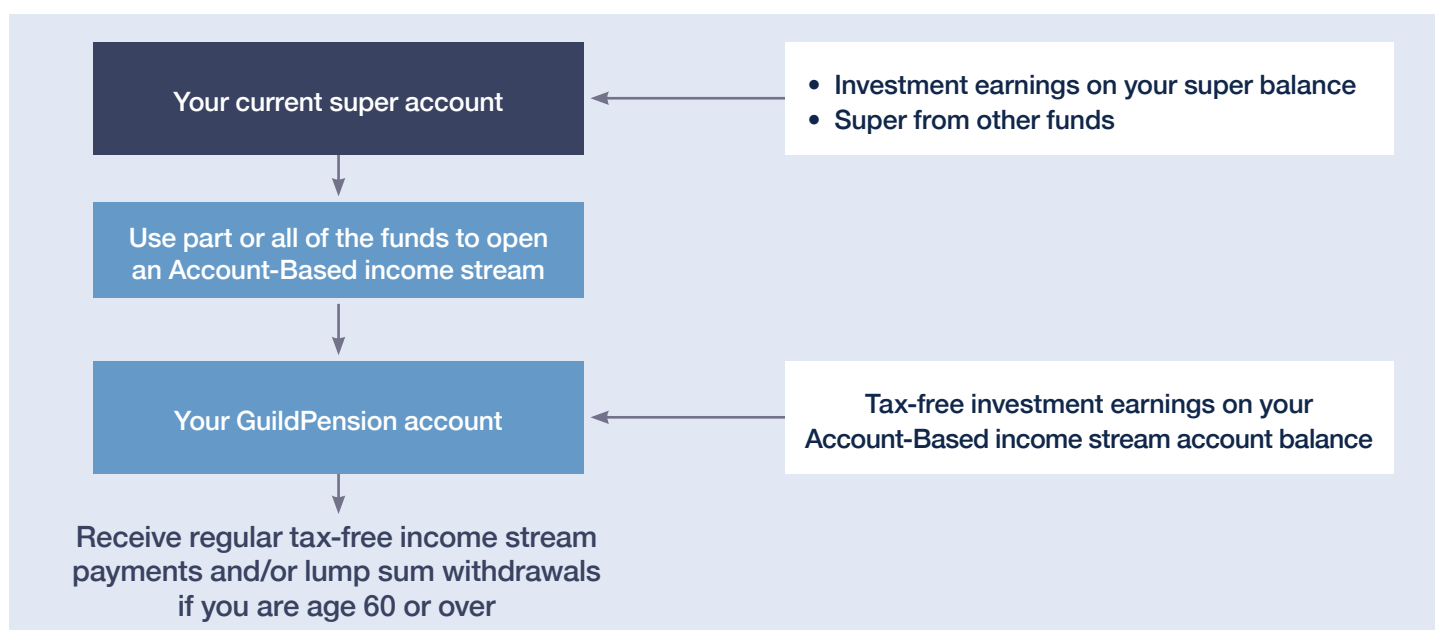 Your current super account
• Investment earnings on your super balance
• Super from other funds
Use part or all of the funds to open
an Account-Based income stream
Your GuildPension account
Tax-free investment earnings on your
Account-Based income stream account balance
Receive regular tax-free income stream
payments and/or lump sum withdrawals
if you are age 60 or over